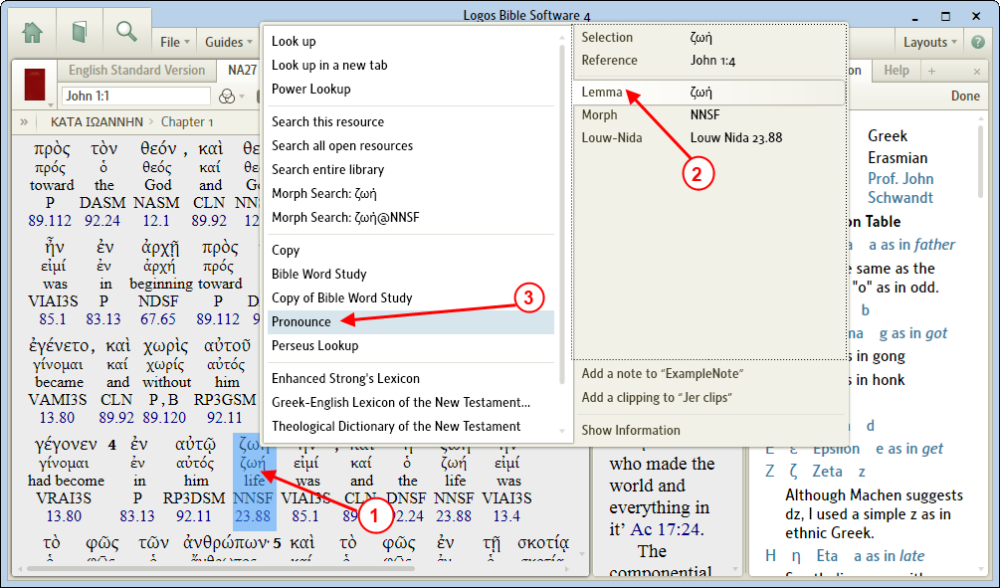 Logos Bible Software 4
File Guides Layouts
English Standard Version NA27 Help
John 1:1 Done
» ΚΑΤΑ ΙΩΑΝΝΗΝ > Chapter 1
πρὸς τὸν θεόν, καὶ θε
πρός ὁ θεός καί θε
toward the God and G
P DASM NASM CLN NN
89.112 92.24 12.1 89.92 12
ἦν ἐν ἀρχῇ πρὸς
εἰμί ἐν ἀρχή πρός
was in beginning toward
VIAI3S P NDSF P D
85.1 83.13 67.65 89.112 9
ἐγένετο, καὶ χωρὶς αὐτοῦ
γίνομαι καί χωρίς αὐτός
became and without him
VAMI3S CLN P,B RP3GSM
13.80 89.92 89.120 92.11
γέγονεν 4 ἐν αὐτῷ ζωὴ
γίνομαι ἐν αὐτός ζωή εἰμί καί ὁ ζωή εἰμί
had become in him life was and the life was
VRAI3S P RP3DSM NNSF VIAI3S CLN DNSF NNSF VIAI3S
13.80 83.13 92.11 23.88 85.1 89 2.24 23.88 13.4
τὸ φῶς τῶν ἀνθρώπων· 5 καὶ τὸ φῶς ἐν τῇ σκοτίᾳ
Look up
Look up in a new tab
Power Lookup
Search this resource
Search all open resources
Search entire library
Morph Search: ζωή
Morph Search: ζωή@NNSF
Copy
Bible Word Study
Copy of Bible Word Study
Pronounce
Perseus Lookup
Enhanced Strong's Lexicon
Greek-English Lexicon of the New Testament...
Theological Dictionary of the New Testament
Selection ζωή
Reference John 1:4
Lemma ζωή
Morph NNSF
Louw-Nida Louw Nida 23.88
Add a note to “ExampleNote”
Add a clipping to “Jer clips”
Show Information
1
2
3
who made the
world and
everything in
it’ Ac 17:24.
The
componential
Greek
Erasmian
Prof. John
Schwandt
on Table
a a as in father
e same as the
"o" as in odd.
b
ma g as in got
s in gong
s in honk
d
Ε ε Epsilon e as in get
Ζ ζ Zeta z
Although Machen suggests
dz, I used a simple z as in
ethnic Greek.
Η η Eta a as in late